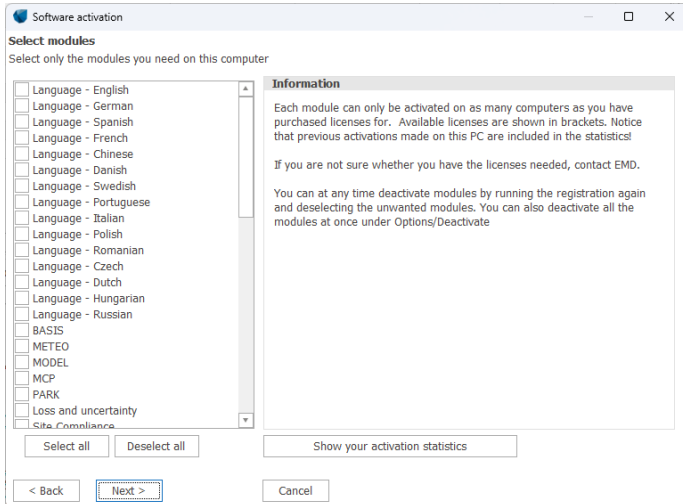 Software activation
Select modules
Select only the modules you need on this computer
Language - English
Language - German
Language - Spanish
Language - French
Language - Chinese
Language - Danish
Language - Swedish
Language - Portuguese
Language - Italian
Language - Polish
Language - Romanian
Language - Czech
Language - Dutch
Language - Hungarian
Language - Russian
BASIS
METEO
MODEL
MCP
PARK
Loss and uncertainty
Site Compliance
Information
Each module can only be activated on as many computers as you have
purchased licenses for.  Available licenses are shown in brackets. Notice
that previous activations made on this PC are included in the statistics!
If you are not sure whether you have the licenses needed, contact EMD.
You can at any time deactivate modules by running the registration again
and deselecting the unwanted modules. You can also deactivate all the
modules at once under Options/Deactivate
Select all
Deselect all
Show your activation statistics
< Back
Next >
Cancel